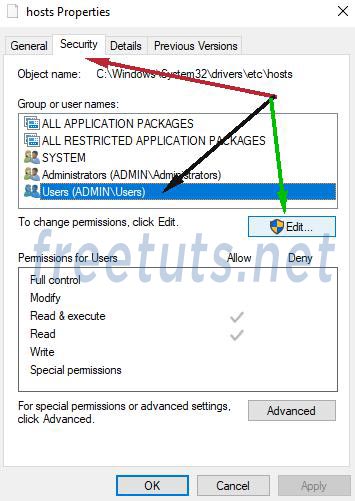 hosts Properties
General Security Details Previous Versions
Object name: C:\Windows\System32\drivers\etc\hosts
Group or user names:
ALL APPLICATION PACKAGES
ALL RESTRICTED APPLICATION PACKAGES
SYSTEM
Administrators (ADMIN\Administrators)
Users (ADMIN\Users)
To change permissions, click Edit.
Edit...
freetuts.net
Permissions for Users Allow Deny
Full control
Modify
Read & execute
Read
Write
Special permissions
For special permissions or advanced settings,
click Advanced.
Advanced
OK Cancel Apply